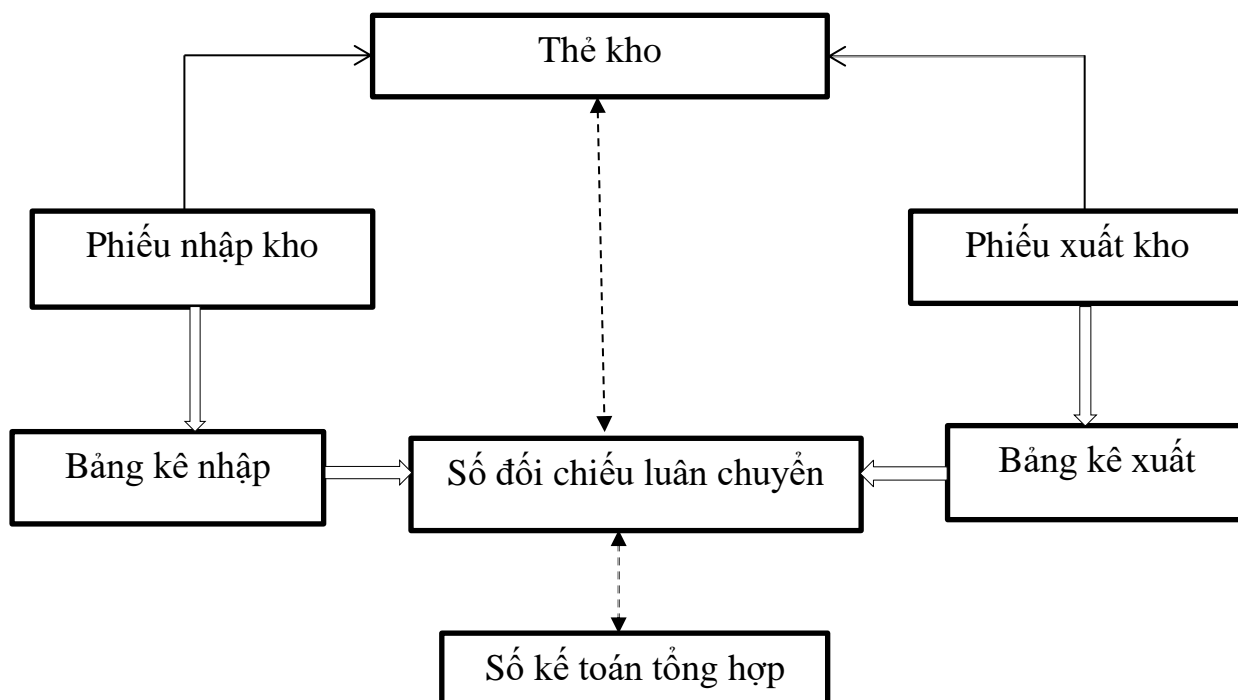 Thẻ kho
Phiếu nhập kho
Phiếu xuất kho
Bảng kê nhập
Số đối chiếu luân chuyển
Bảng kê xuất
Số kế toán tổng hợp